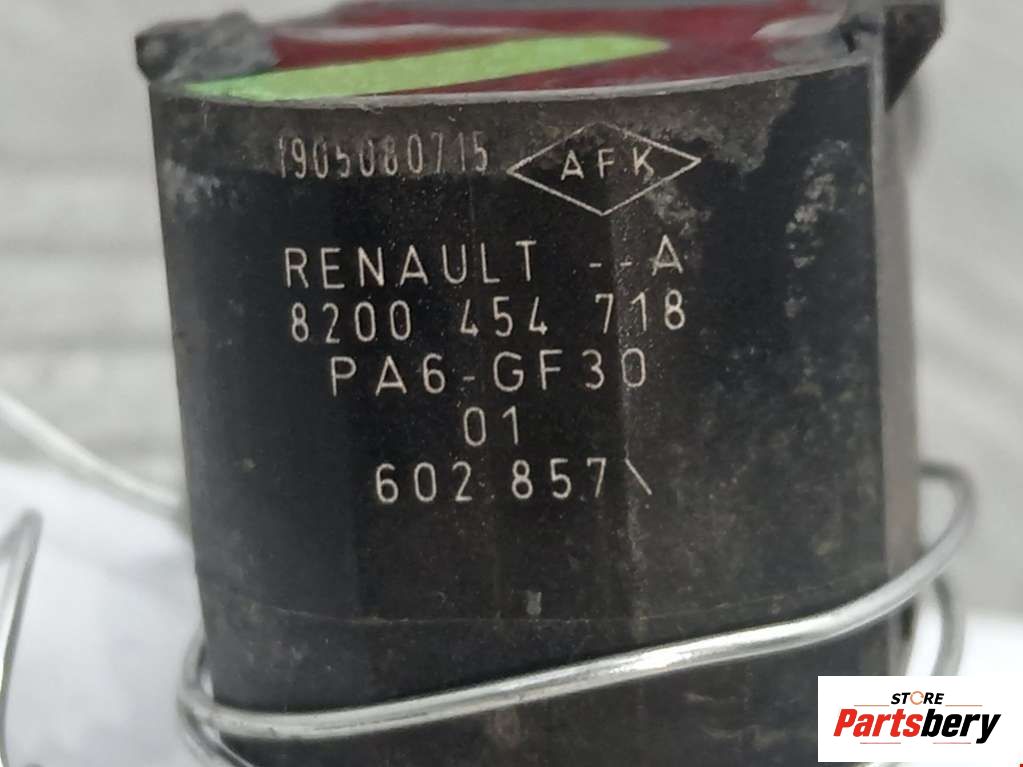 1905080715 AFK
RENAULT --A
8200 454 718
PA6-GF30
01
602 857\
STORE
Partsbery